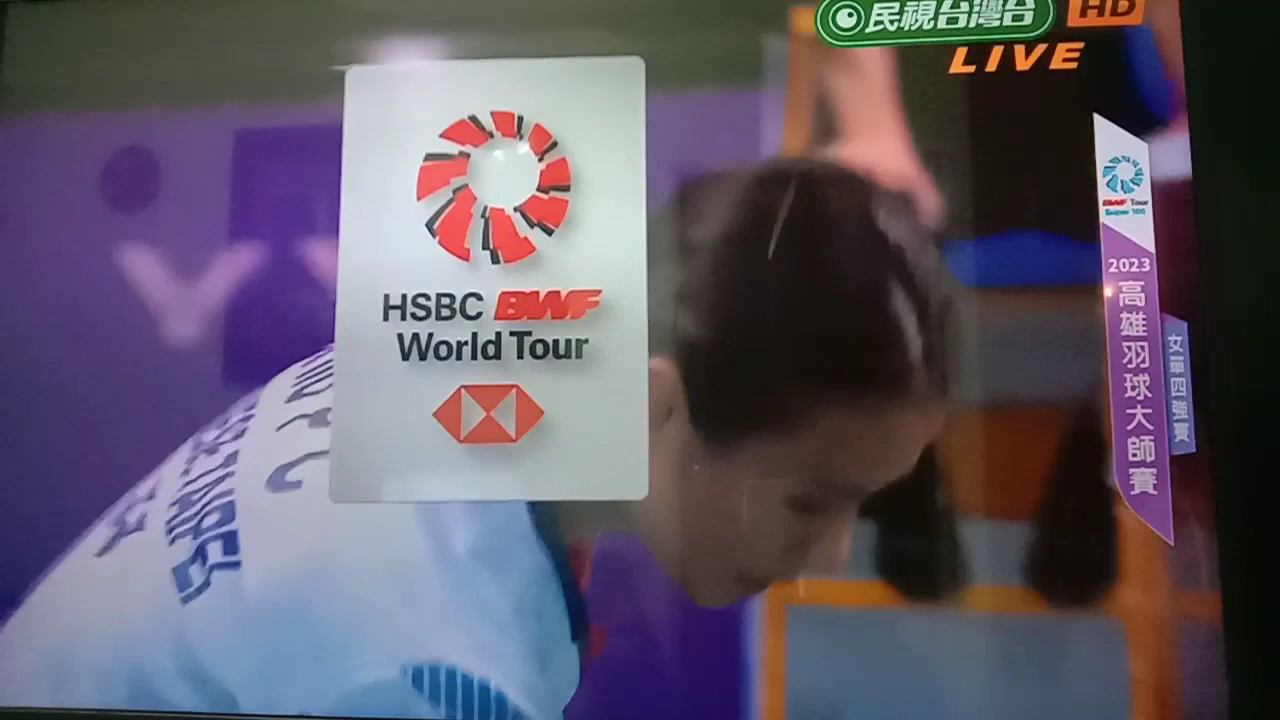 民視台灣台 HD
LIVE
BWF Tour
Super 100
2023
高雄羽球大師賽
女單四強賽
HSBC BWF
World Tour